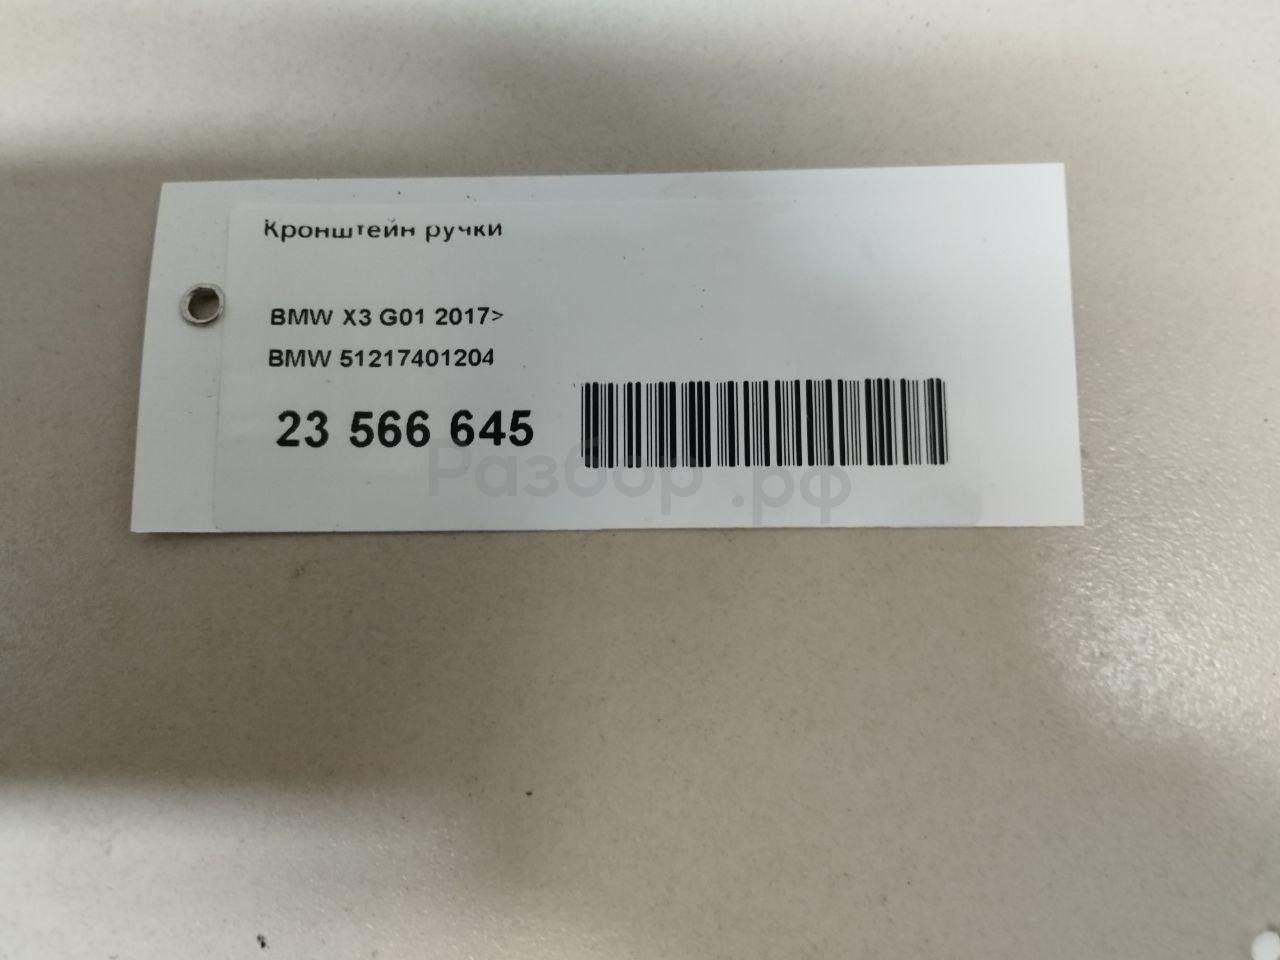 Кронштейн ручки
BMW X3 G01 2017>
BMW 51217401204
23 566 645
Разбор.рф